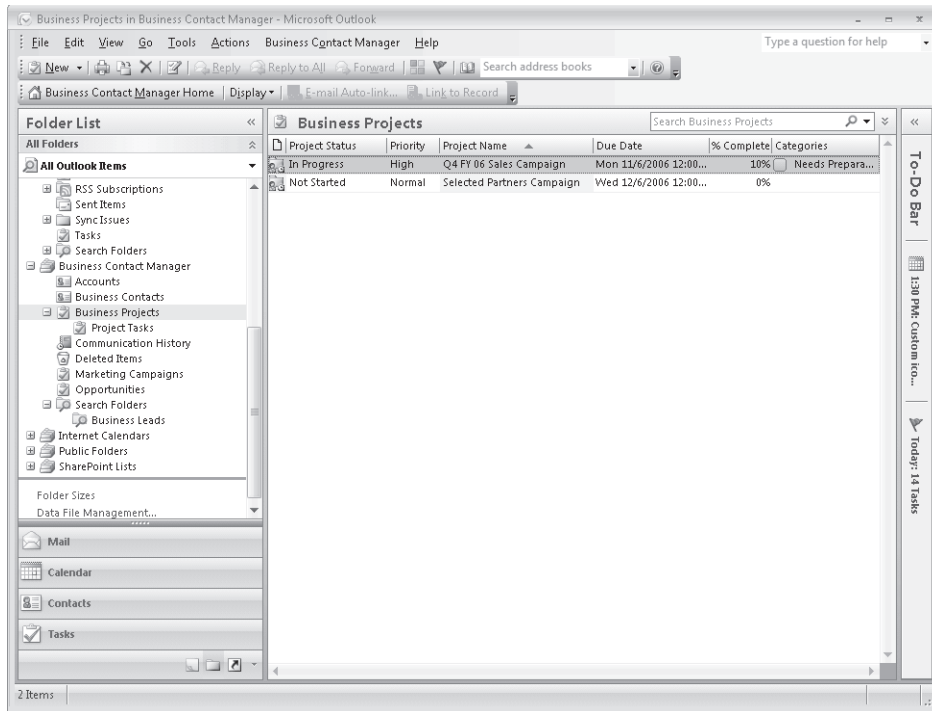 Business Projects in Business Contact Manager - Microsoft Outlook
File Edit View Go Tools Actions Business Contact Manager Help Type a question for help
New Reply Reply to All Forward Search address books
Business Contact Manager Home Display E-mail Auto-link... Link to Record
Folder List
All Folders
All Outlook Items
RSS Subscriptions
Sent Items
Sync Issues
Tasks
Search Folders
Business Contact Manager
Accounts
Business Contacts
Business Projects
Project Tasks
Communication History
Deleted Items
Marketing Campaigns
Opportunities
Search Folders
Business Leads
Internet Calendars
Public Folders
SharePoint Lists
Folder Sizes
Data File Management...
Mail
Calendar
Contacts
Tasks
Business Projects Search Business Projects
Project Status Priority Project Name Due Date % Complete Categories
In Progress High Q4 FY 06 Sales Campaign Mon 11/6/2006 12:00... 10% Needs Prepara...
Not Started Normal Selected Partners Campaign Wed 12/6/2006 12:00... 0%
To-Do Bar
1:30 PM: Custom ico...
Today: 14 Tasks
2 Items